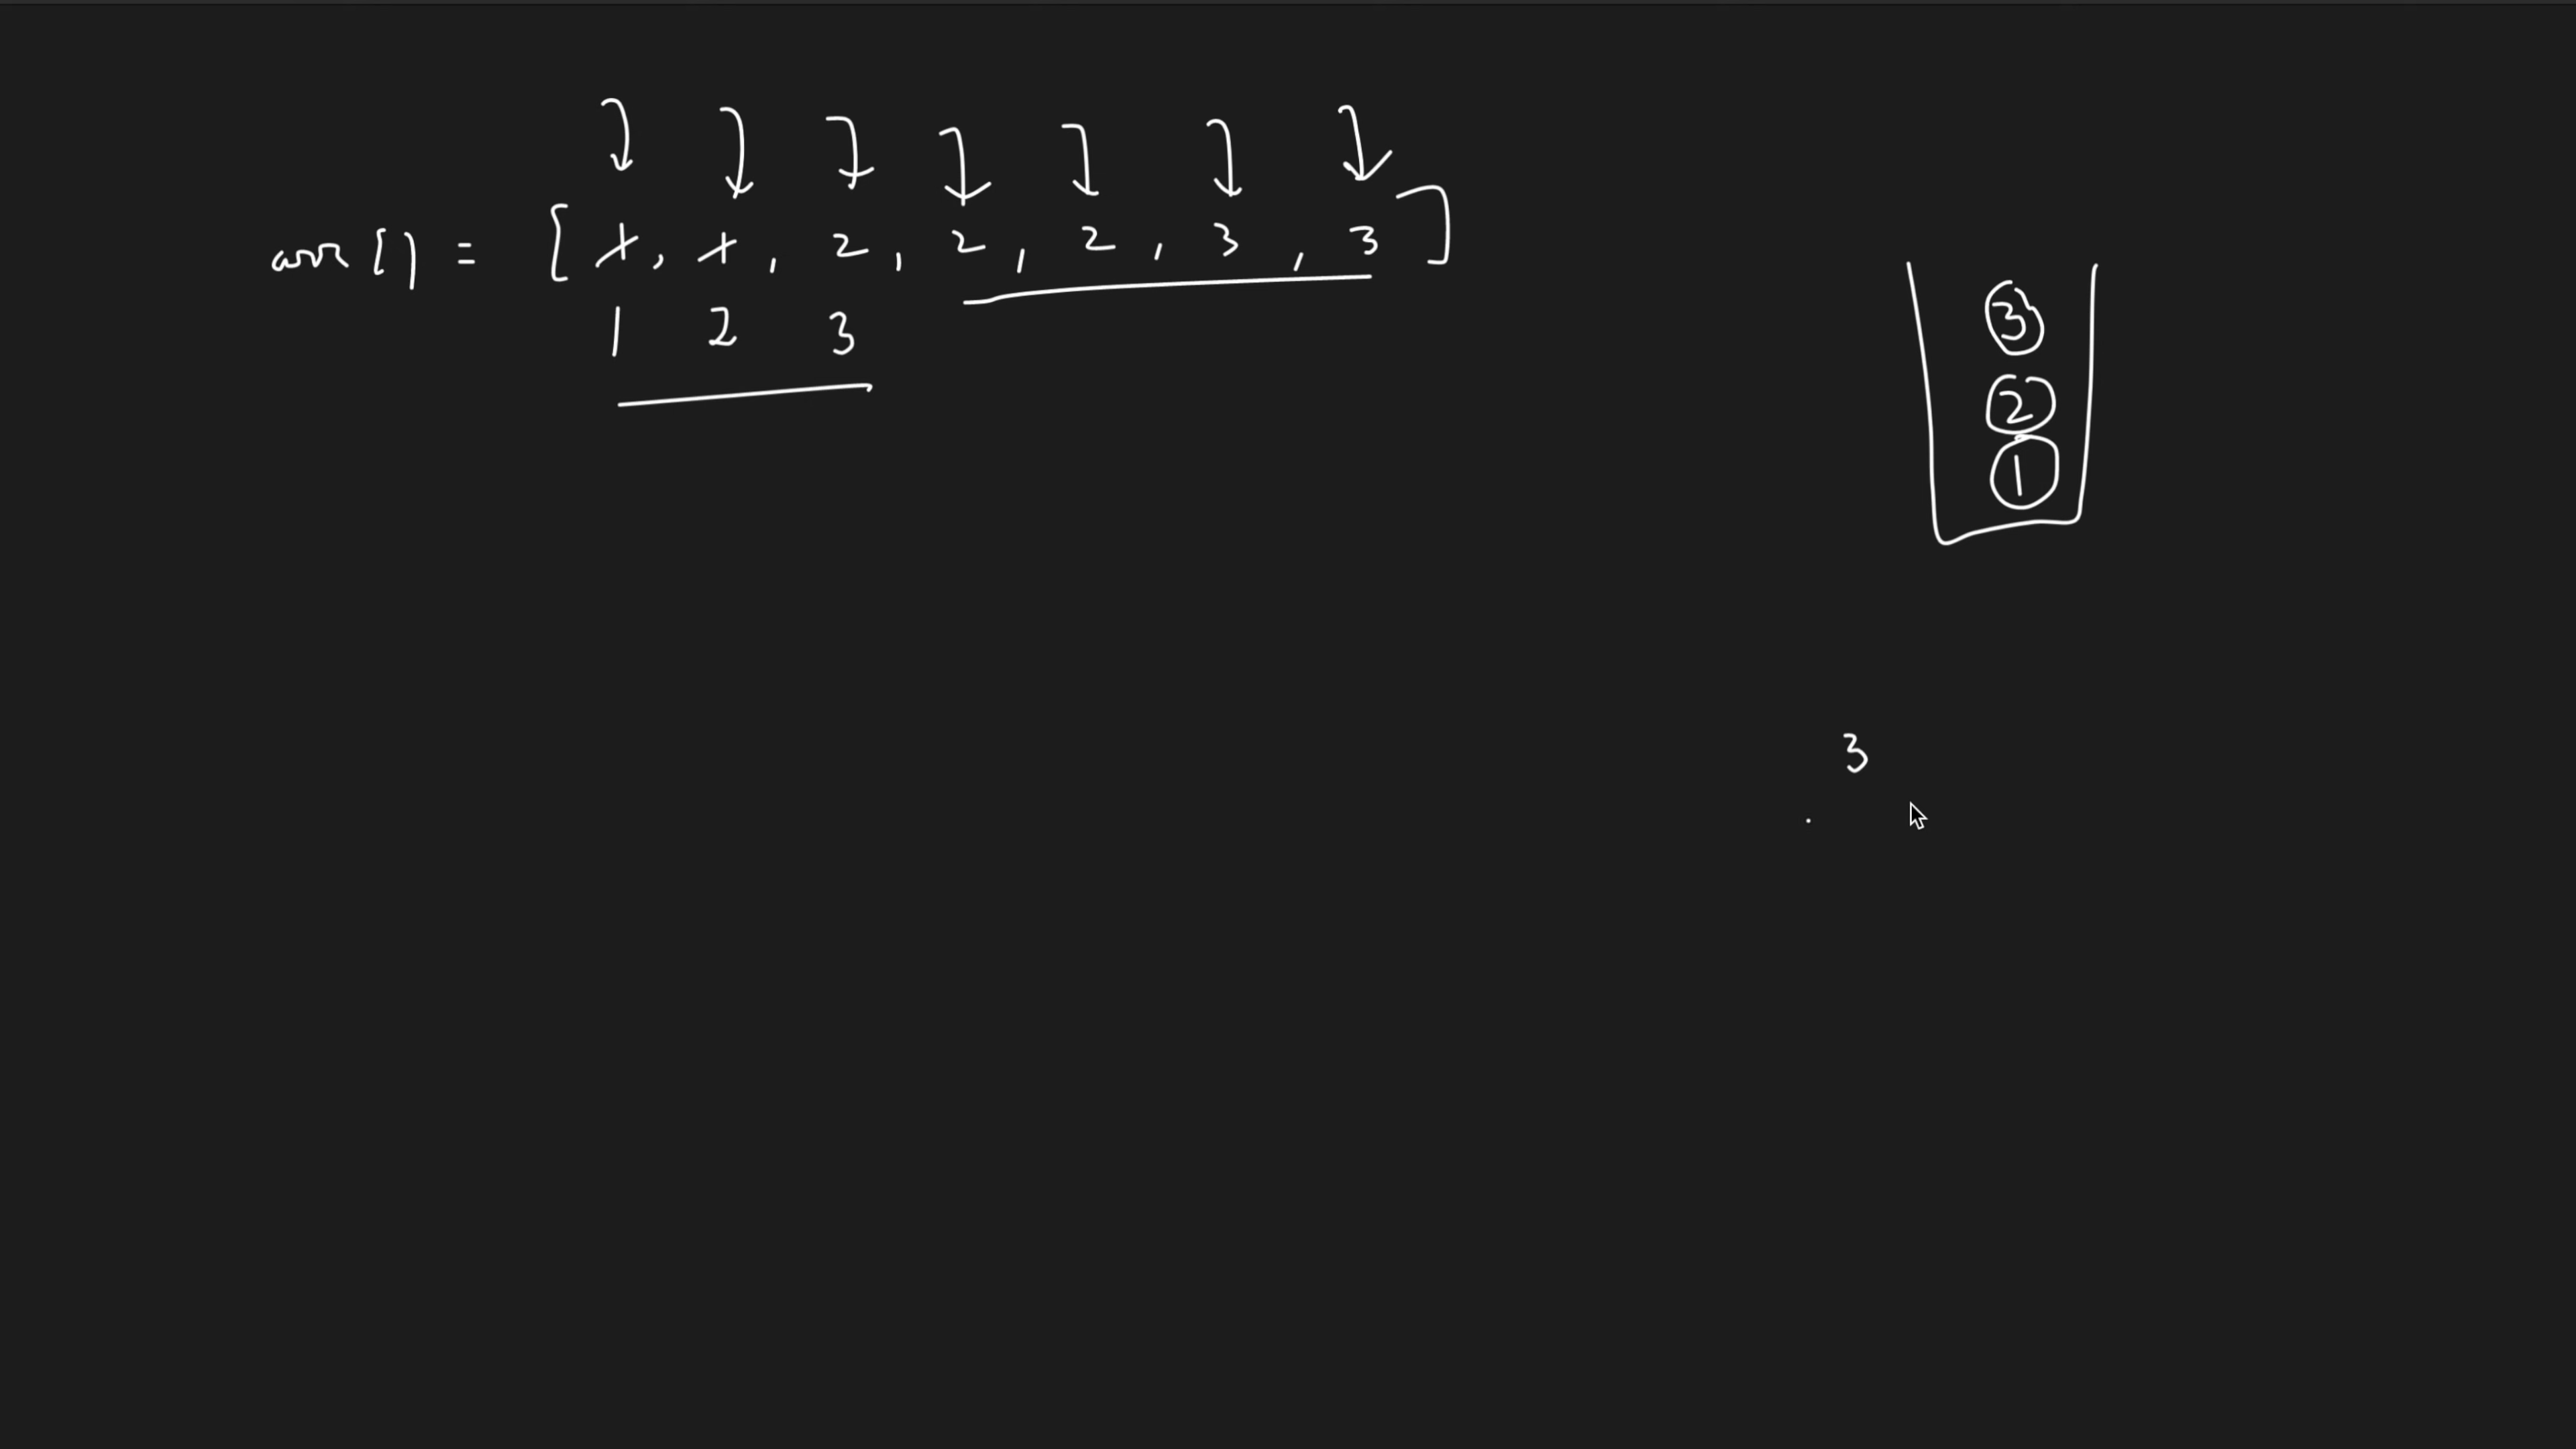 arr[] = [1, 1, 2, 2, 2, 3, 3]
1 2 3
3
2
1
3